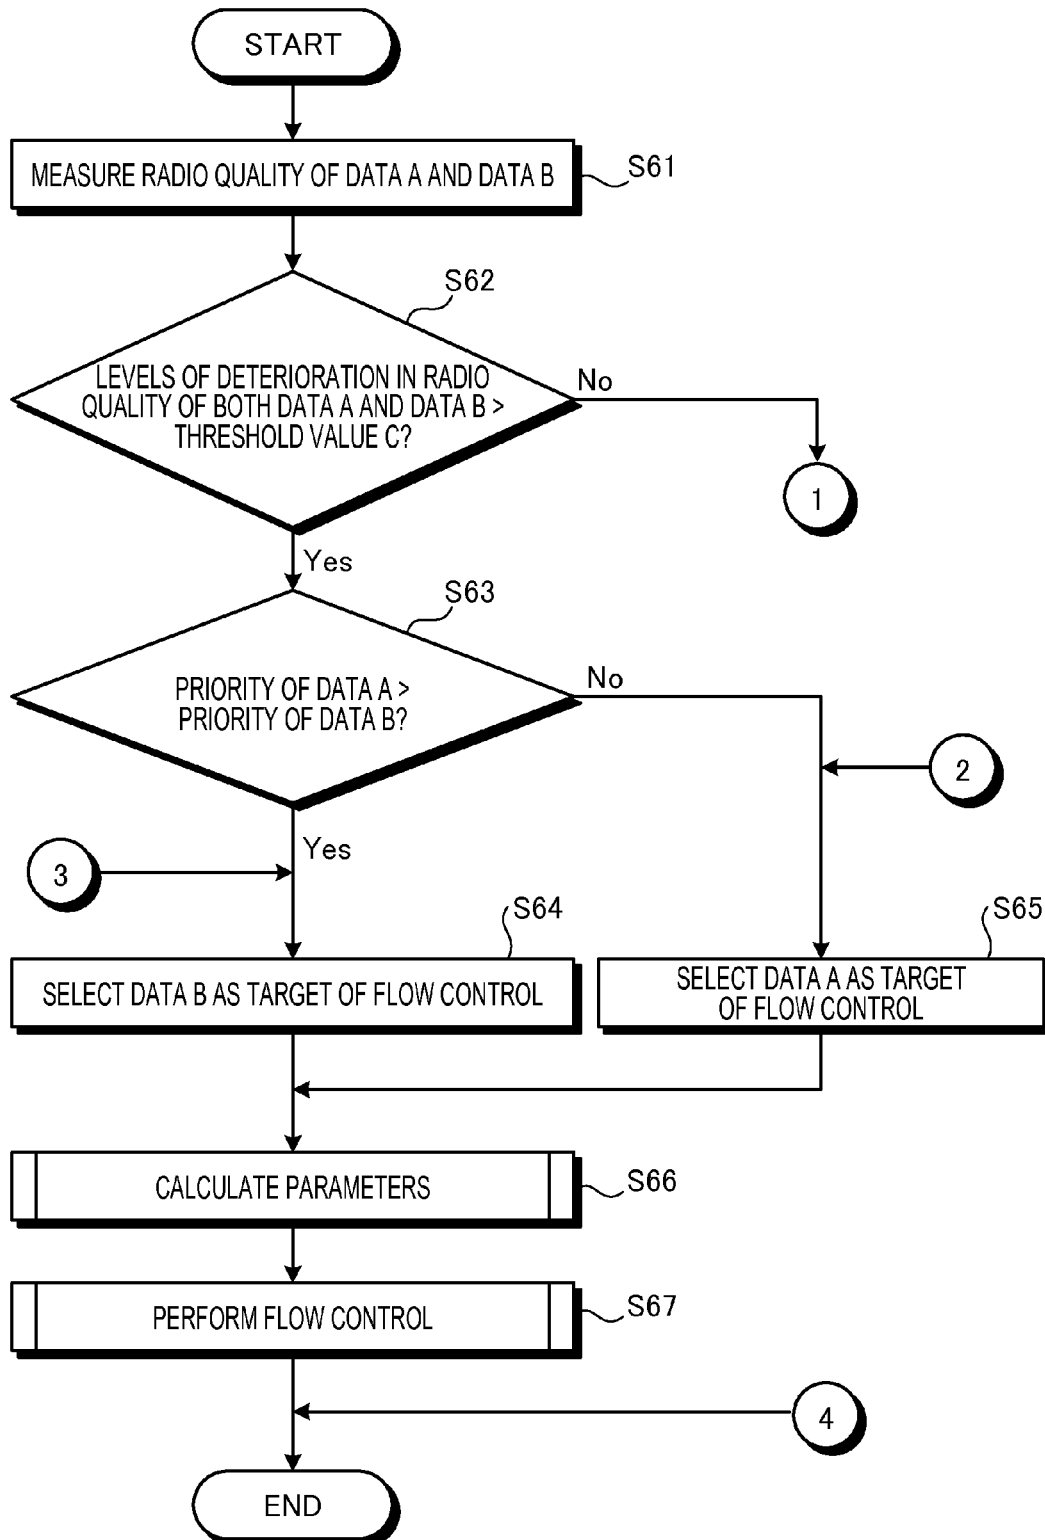 START
MEASURE RADIO QUALITY OF DATA A AND DATA B
S61
S62
LEVELS OF DETERIORATION IN RADIO
QUALITY OF BOTH DATA A AND DATA B >
THRESHOLD VALUE C?
No
1
Yes
S63
PRIORITY OF DATA A >
PRIORITY OF DATA B?
No
2
Yes
3
S64
SELECT DATA B AS TARGET OF FLOW CONTROL
S65
SELECT DATA A AS TARGET
OF FLOW CONTROL
CALCULATE PARAMETERS
S66
PERFORM FLOW CONTROL
S67
4
END